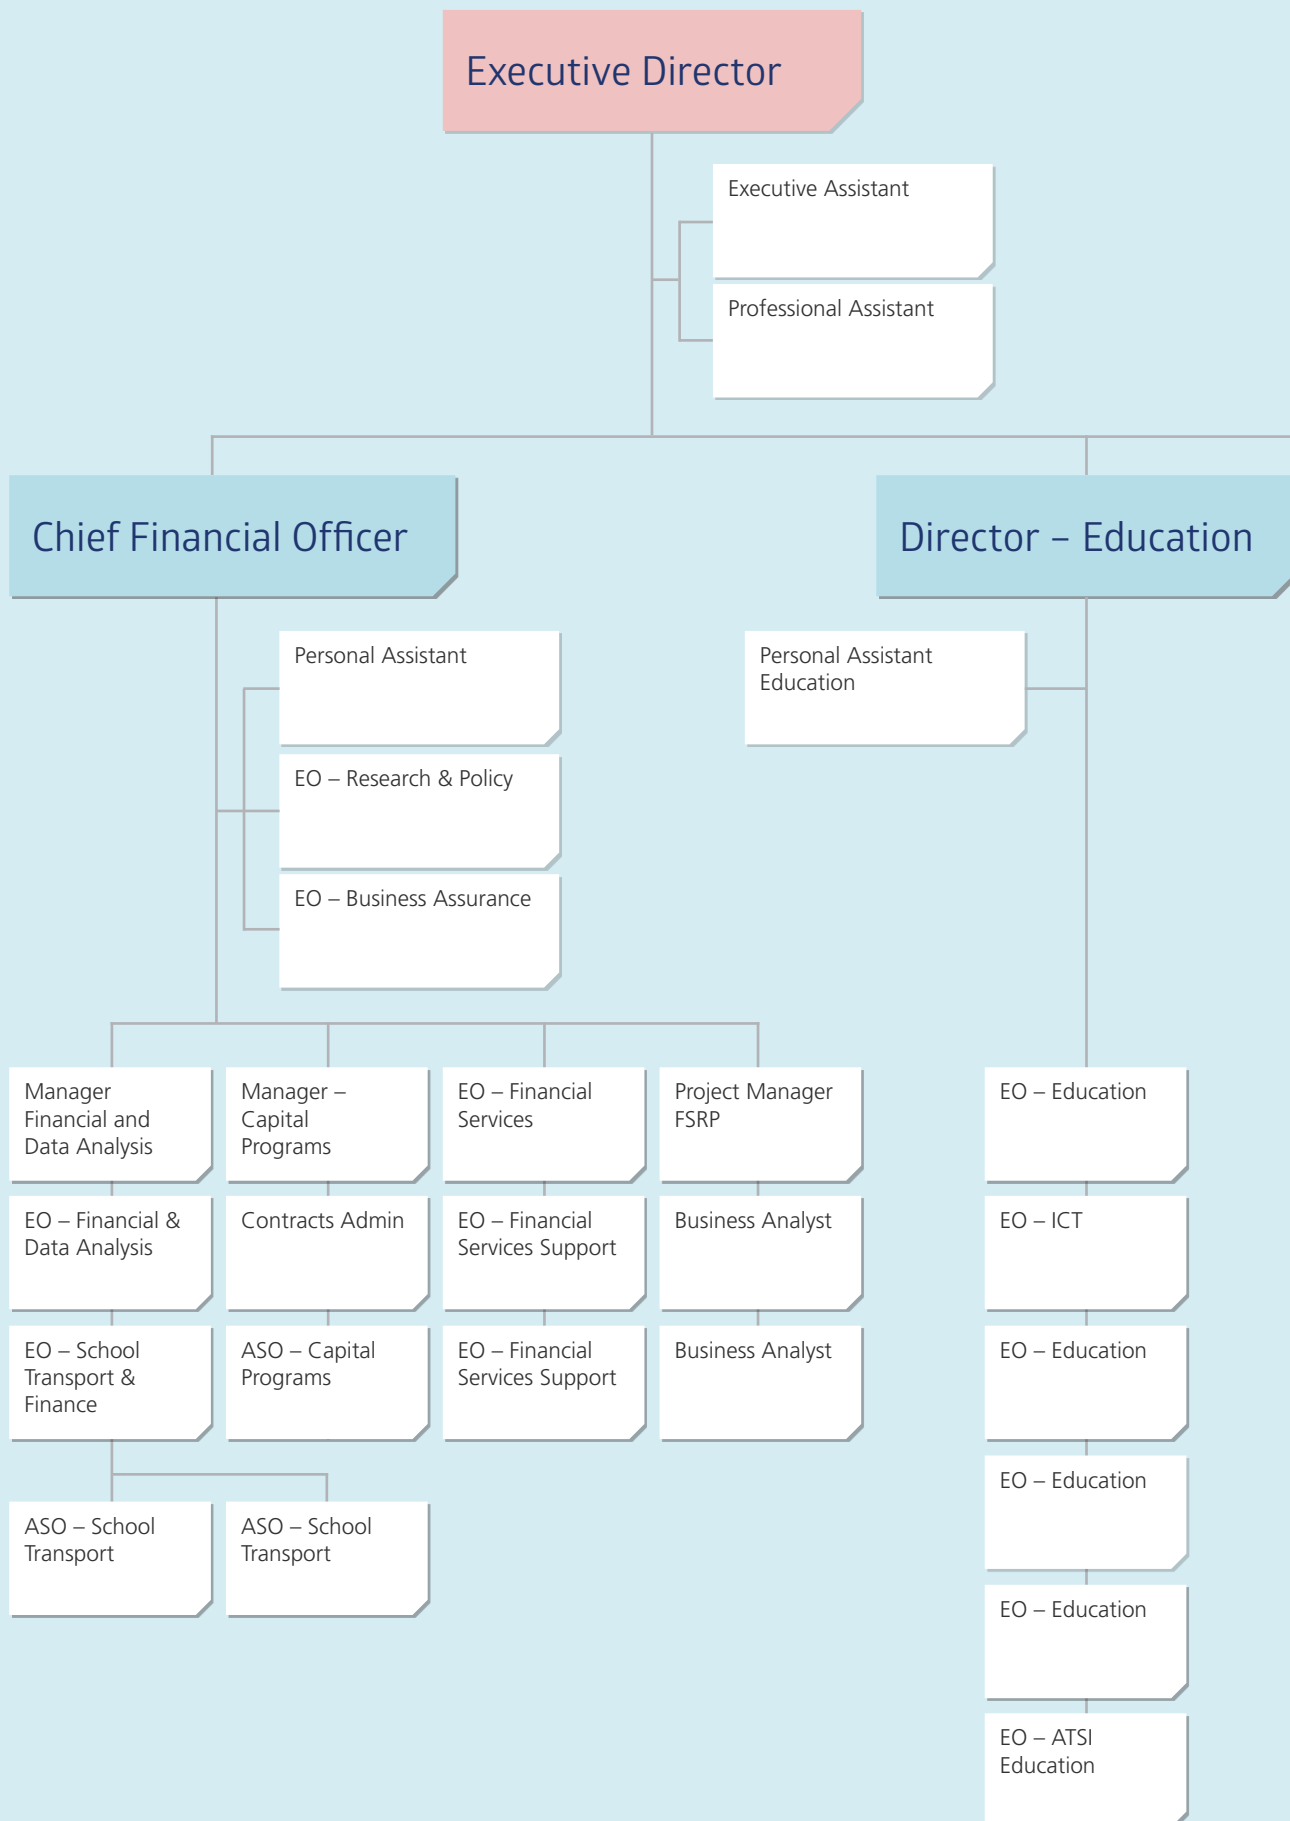 Executive Director
Executive Assistant
Professional Assistant
Chief Financial Officer
Director – Education
Personal Assistant
EO – Research & Policy
EO – Business Assurance
Personal Assistant
Education
Manager
Financial and
Data Analysis
Manager –
Capital
Programs
EO – Financial
Services
Project Manager
FSRP
EO – Education
EO – Financial &
Data Analysis
Contracts Admin
EO – Financial
Services Support
Business Analyst
EO – ICT
EO – School
Transport &
Finance
ASO – Capital
Programs
EO – Financial
Services Support
Business Analyst
EO – Education
EO – Education
ASO – School
Transport
ASO – School
Transport
EO – Education
EO – ATSI
Education